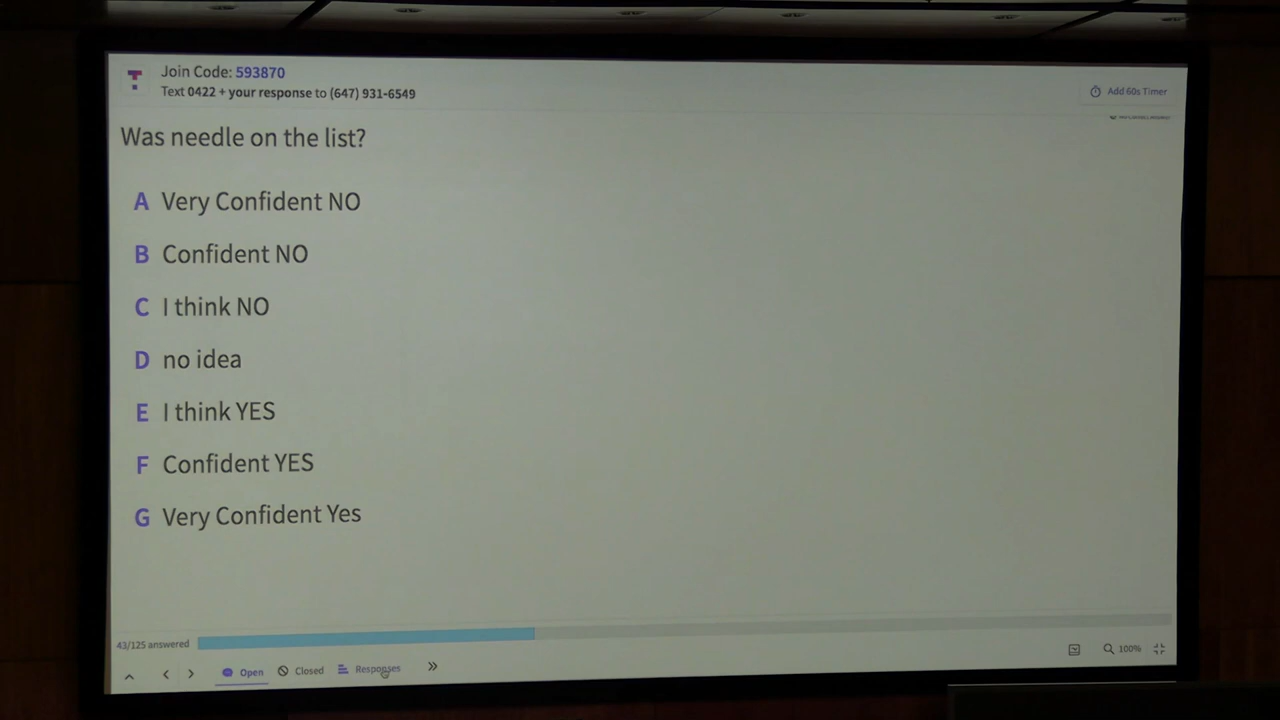 Join Code: 593870
Text 0422 + your response to (647) 931-6549
Add 60s Timer
Was needle on the list?
A Very Confident NO
B Confident NO
C I think NO
D no idea
E I think YES
F Confident YES
G Very Confident Yes
43/125 answered
Open Closed Responses
100%